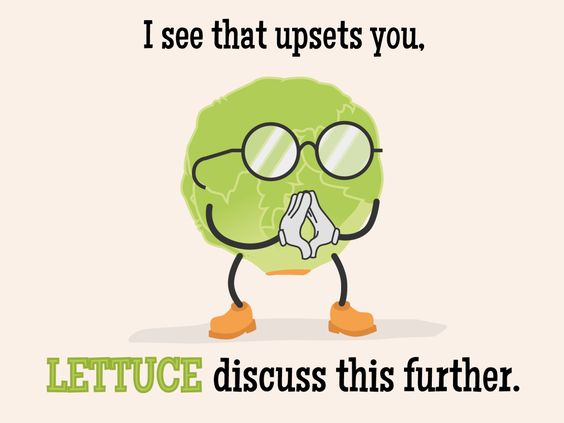 I see that upsets you,
LETTUCE discuss this further.